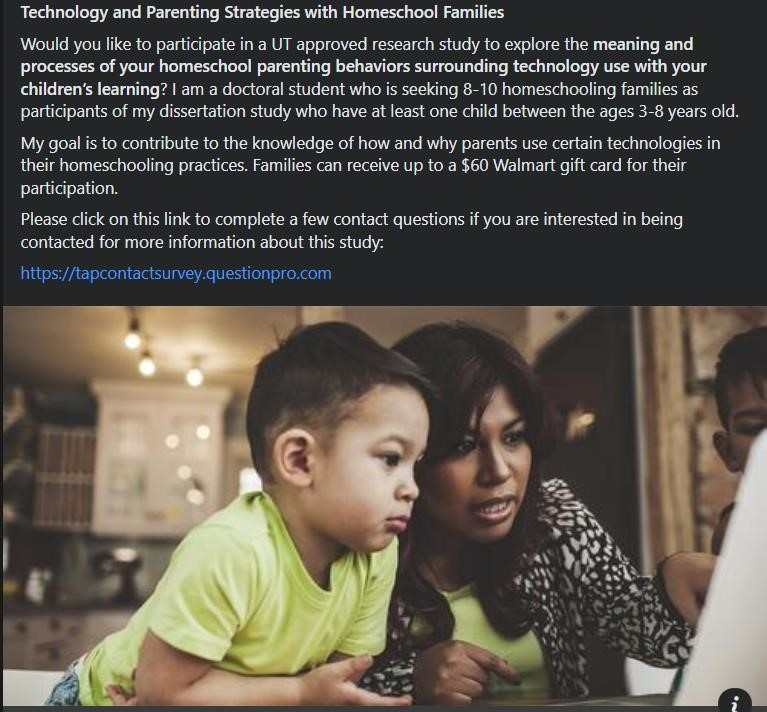 Technology and Parenting Strategies with Homeschool Families
Would you like to participate in a UT approved research study to explore the meaning and
processes of your homeschool parenting behaviors surrounding technology use with your
children’s learning? I am a doctoral student who is seeking 8-10 homeschooling families as
participants of my dissertation study who have at least one child between the ages 3-8 years old.
My goal is to contribute to the knowledge of how and why parents use certain technologies in
their homeschooling practices. Families can receive up to a $60 Walmart gift card for their
participation.
Please click on this link to complete a few contact questions if you are interested in being
contacted for more information about this study:
https://tapcontactsurvey.questionpro.com